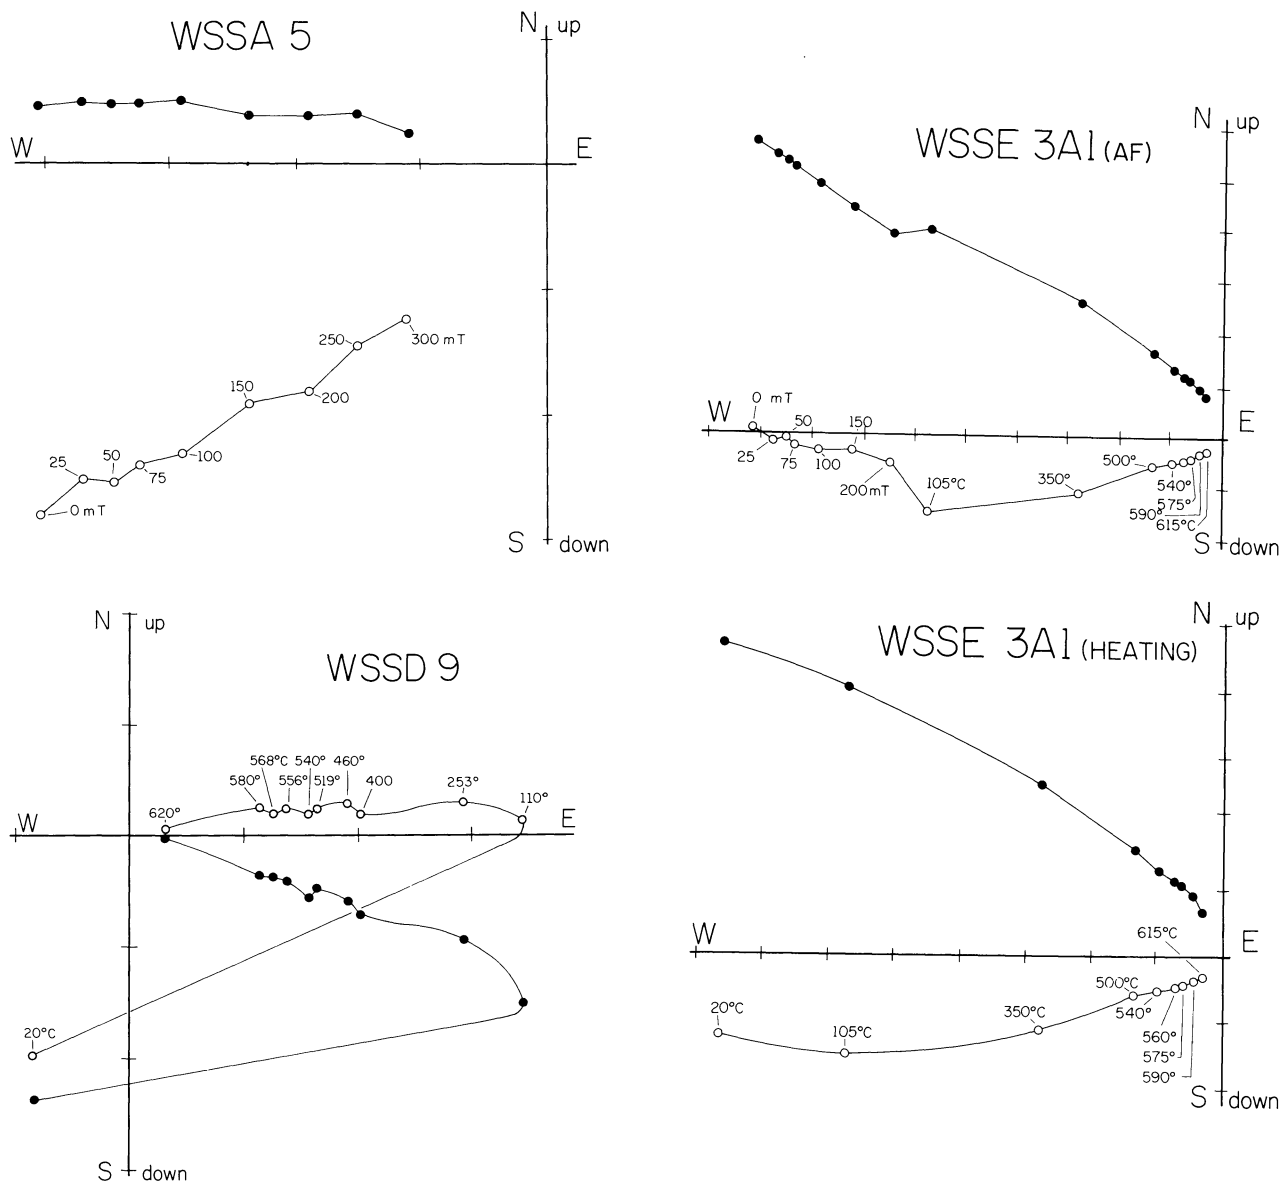 WSSA 5
N up
W E
250 300 mT
150 200
25 50 100
75
0 mT
S down
WSSE 3A1 (AF)
N up
W E
0 mT
50 150
25 75 100
200 mT
105°C
350°
500°
540°
575°
590°
615°C
S down
WSSD 9
N up
568°C 540° 460°
580° 556° 519° 400 253°
620° 110°
W E
20°C
S down
WSSE 3A1 (HEATING)
N up
W E
615°C
20°C 105°C 350°C 500°C
540°
560°
575°
590°
S down